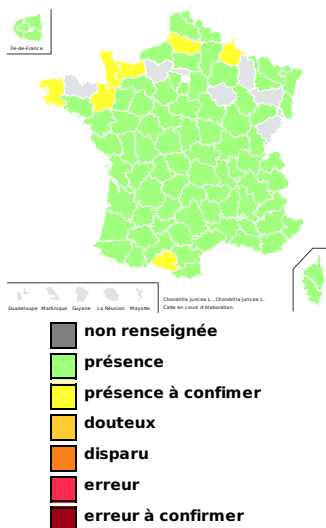 Île-de-France
Guadeloupe Martinique Guyane La Réunion Mayotte
Chondrilla juncea L., Chondrilla juncea L.
Carte en cours d'élaboration.
non renseignée
présence
présence à confimer
douteux
disparu
erreur
erreur à confirmer